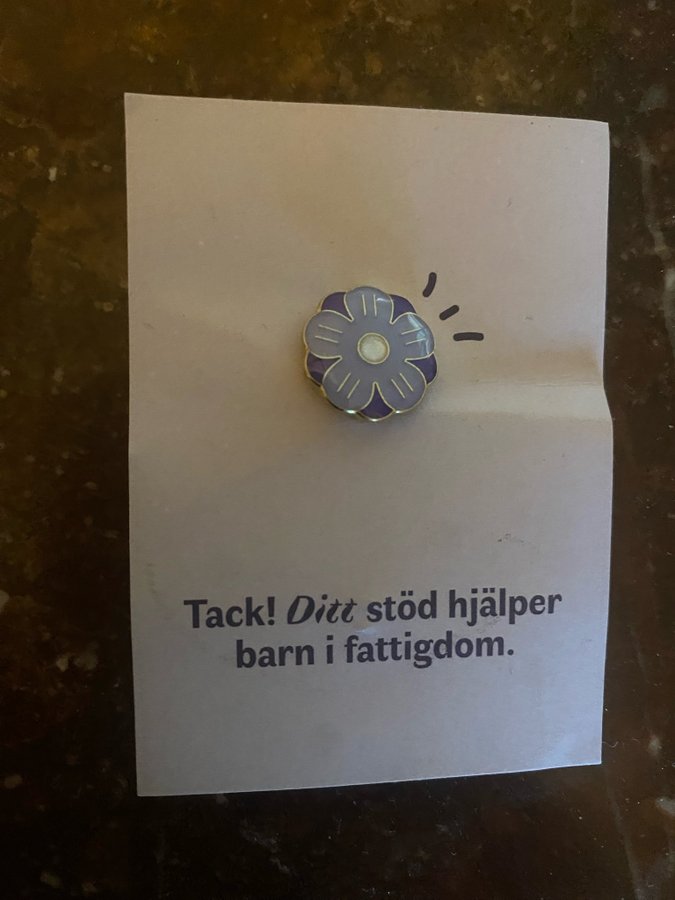 Tack! Ditt stöd hjälper
barn i fattigdom.